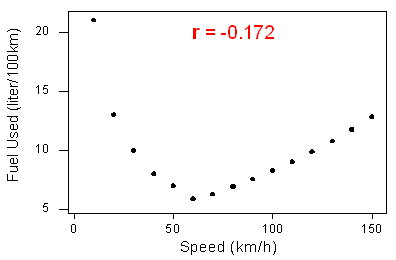 r = -0.172
20
15
10
5
Fuel Used (liter/100km)
0 50 100 150
Speed (km/h)